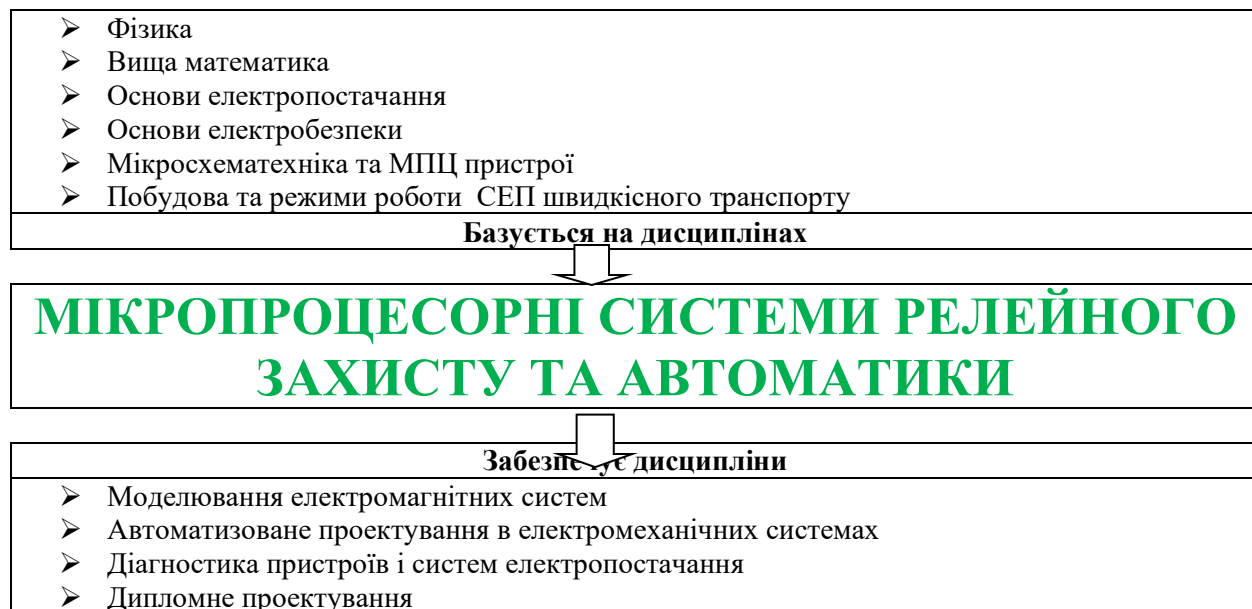 ➢ Фізика
➢ Вища математика
➢ Основи електропостачання
➢ Основи електробезпеки
➢ Мікросхематехніка та МПЦ пристрої
➢ Побудова та режими роботи СЕП швидкісного транспорту
Базується на дисциплінах
МІКРОПРОЦЕСОРНІ СИСТЕМИ РЕЛЕЙНОГО
ЗАХИСТУ ТА АВТОМАТИКИ
Забезпечує дисципліни
➢ Моделювання електромагнітних систем
➢ Автоматизоване проектування в електромеханічних системах
➢ Діагностика пристроїв і систем електропостачання
➢ Дипломне проектування